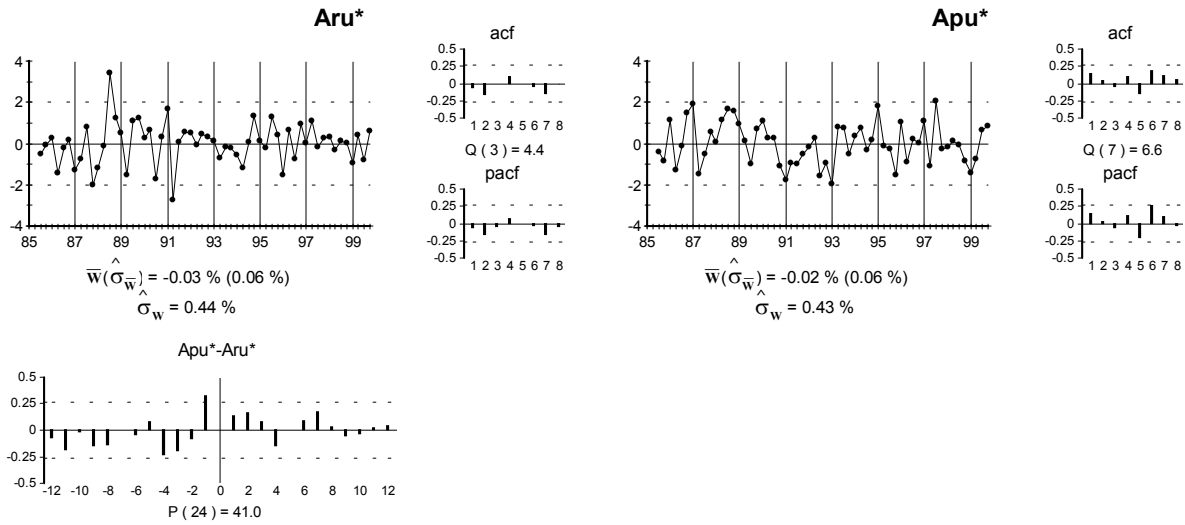 Aru*
4
2
0
-2
-4
85 87 89 91 93 95 97 99
w̄(σ̂w̄) = -0.03 % (0.06 %)
σ̂w = 0.44 %
acf
0.5
0.25
0
-0.25
-0.5
1 2 3 4 5 6 7 8
Q ( 3 ) = 4.4
pacf
0.5
0.25
0
-0.25
-0.5
1 2 3 4 5 6 7 8
Apu*
4
2
0
-2
-4
85 87 89 91 93 95 97 99
w̄(σ̂w̄) = -0.02 % (0.06 %)
σ̂w = 0.43 %
acf
0.5
0.25
0
-0.25
-0.5
1 2 3 4 5 6 7 8
Q ( 7 ) = 6.6
pacf
0.5
0.25
0
-0.25
-0.5
1 2 3 4 5 6 7 8
Apu*-Aru*
0.5
0.25
0
-0.25
-0.5
-12 -10 -8 -6 -4 -2 0 2 4 6 8 10 12
P ( 24 ) = 41.0